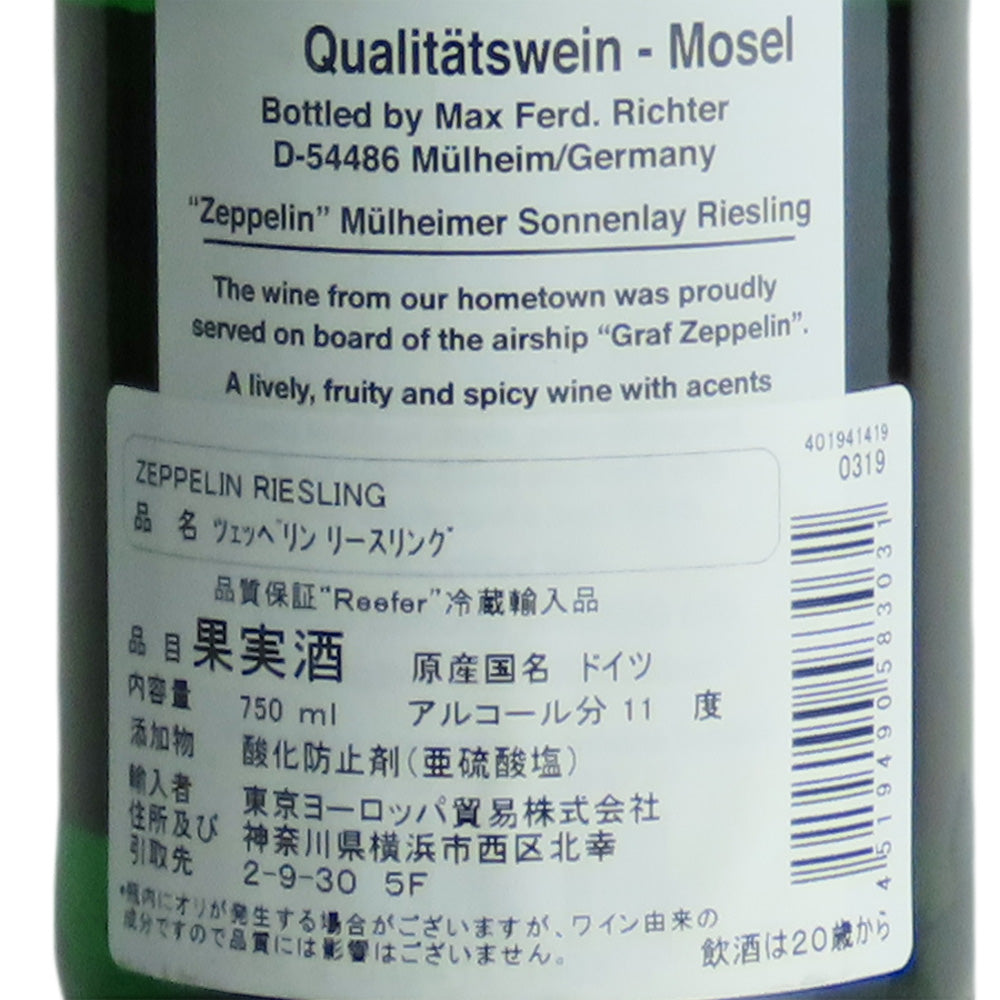 Qualitätswein - Mosel
Bottled by Max Ferd. Richter
D-54486 Mülheim/Germany
“Zeppelin” Mülheimer Sonnenlay Riesling
The wine from our hometown was proudly
served on board of the airship “Graf Zeppelin”.
A lively, fruity and spicy wine with acents
401941419
0319
ZEPPELIN RIESLING
品 名 ツェッペリン リースリング
品質保証“Reefer”冷蔵輸入品
品 目 果実酒 原産国名 ドイツ
内容量 750 ml アルコール分 11 度
添加物 酸化防止剤(亜硫酸塩)
輸入者 東京ヨーロッパ貿易株式会社
住所及び 神奈川県横浜市西区北幸
引取先 2-9-30 5F
•瓶内にオリが発生する場合がございますが、ワイン由来の
成分ですので品質には影響はございません。
飲酒は20歳から
4519490583031